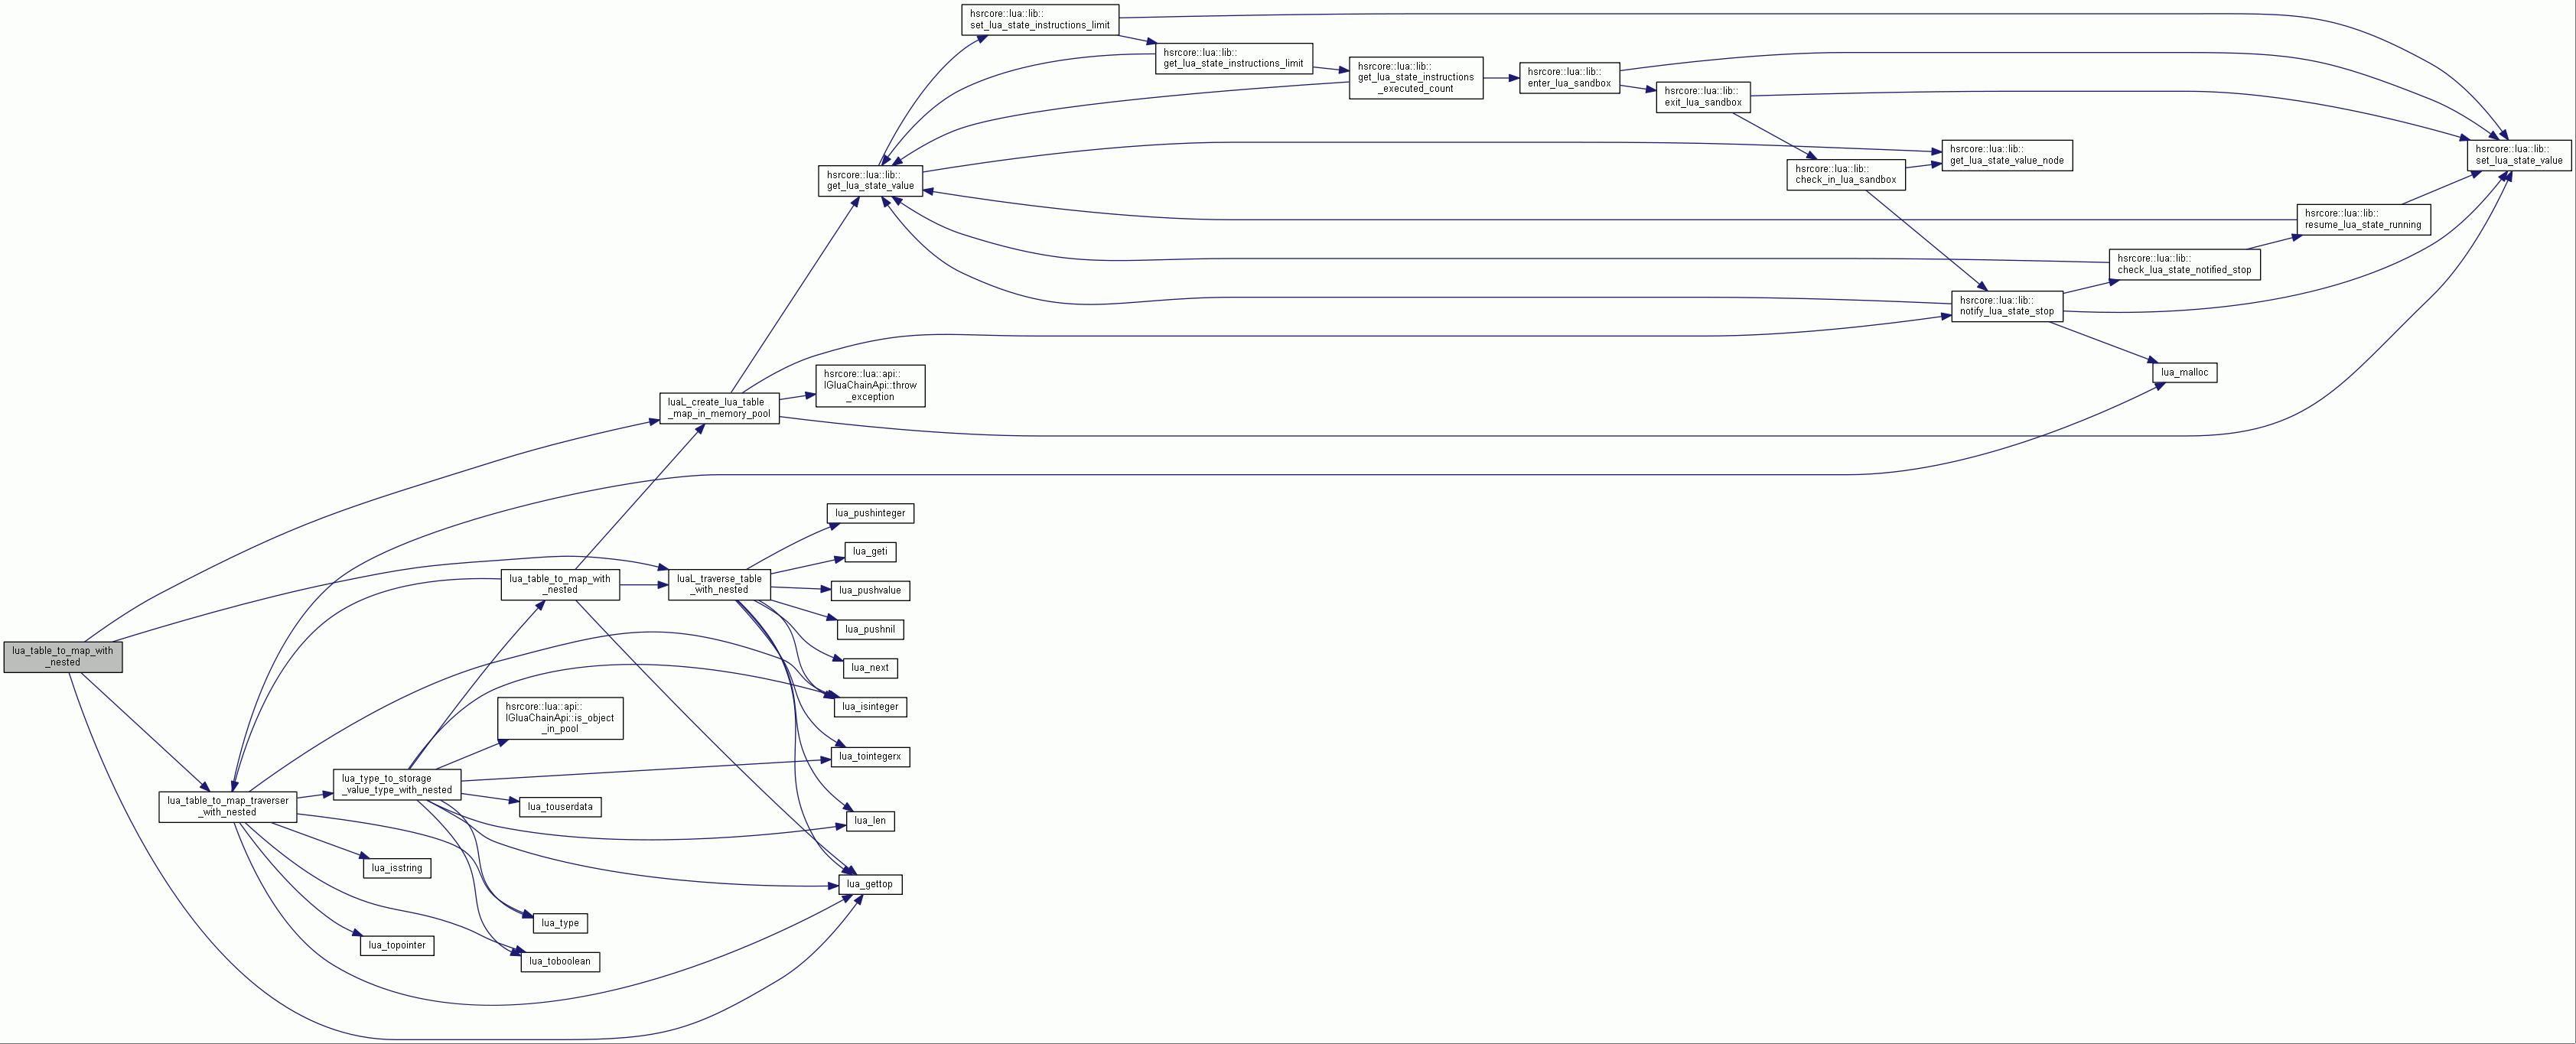 hsrcore::lua::lib::
set_lua_state_instructions_limit
hsrcore::lua::lib::
get_lua_state_instructions_limit
hsrcore::lua::lib::
get_lua_state_instructions
_executed_count
hsrcore::lua::lib::
enter_lua_sandbox
hsrcore::lua::lib::
exit_lua_sandbox
hsrcore::lua::lib::
get_lua_state_value_node
hsrcore::lua::lib::
set_lua_state_value
hsrcore::lua::lib::
check_in_lua_sandbox
hsrcore::lua::lib::
get_lua_state_value
hsrcore::lua::lib::
resume_lua_state_running
hsrcore::lua::lib::
check_lua_state_notified_stop
hsrcore::lua::lib::
notify_lua_state_stop
lua_malloc
hsrcore::lua::api::
IGluaChainApi::throw
_exception
luaL_create_lua_table
_map_in_memory_pool
lua_pushinteger
lua_geti
lua_table_to_map_with
_nested
luaL_traverse_table
_with_nested
lua_pushvalue
lua_pushnil
lua_table_to_map_with
_nested
lua_next
lua_isinteger
hsrcore::lua::api::
IGluaChainApi::is_object
_in_pool
lua_tointegerx
lua_type_to_storage
_value_type_with_nested
lua_table_to_map_traverser
_with_nested
lua_touserdata
lua_len
lua_isstring
lua_gettop
lua_type
lua_topointer
lua_toboolean